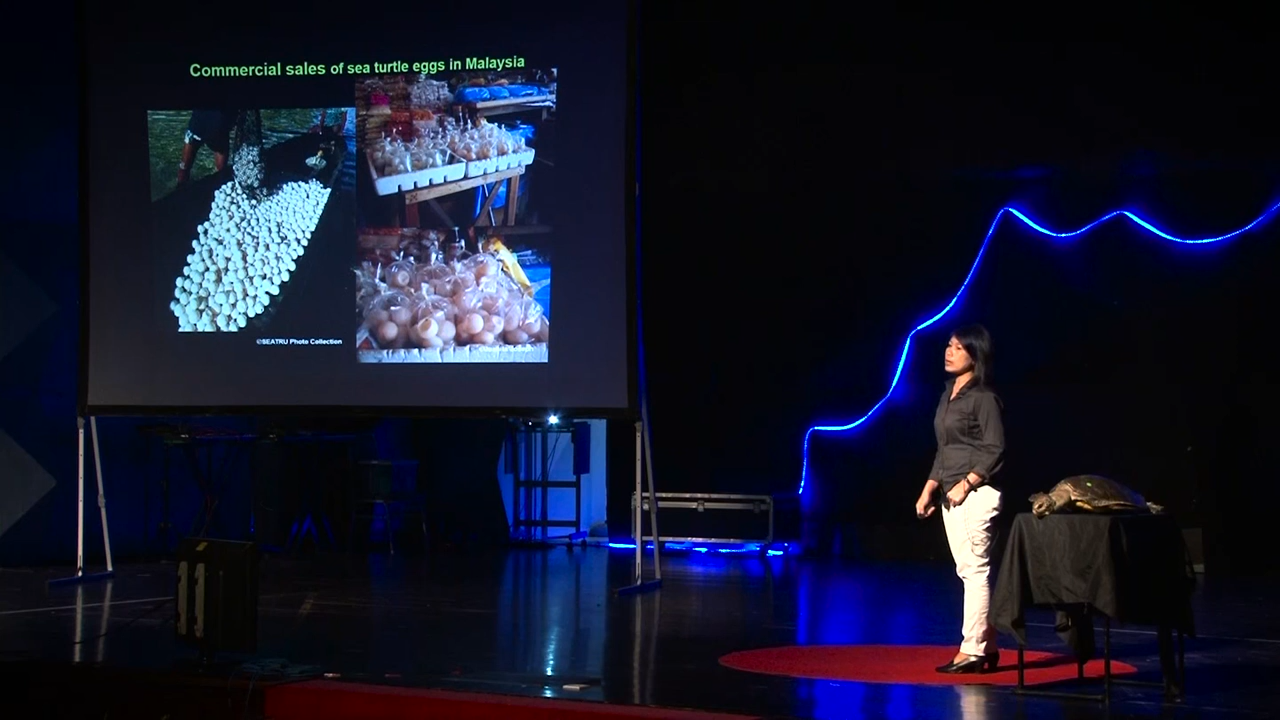 Commercial sales of sea turtle eggs in Malaysia
©SEATRU Photo Collection